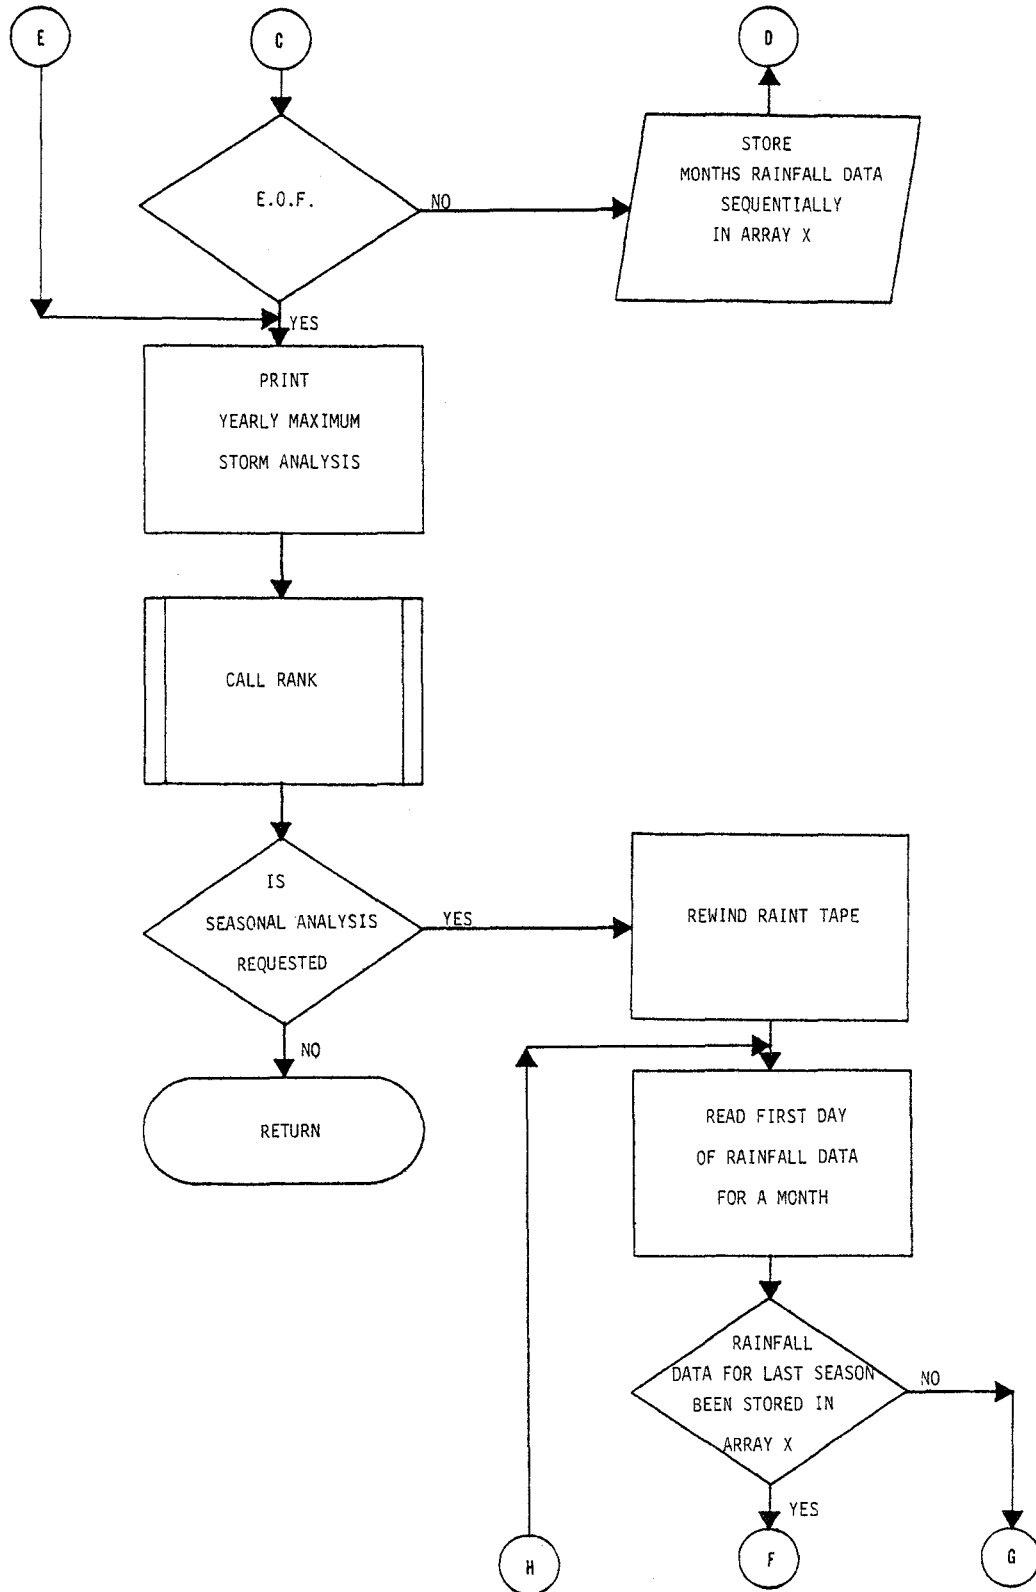 E
C
D
E.O.F.
NO
STORE
MONTHS RAINFALL DATA
SEQUENTIALLY
IN ARRAY X
YES
PRINT
YEARLY MAXIMUM
STORM ANALYSIS
CALL RANK
IS
SEASONAL ANALYSIS
REQUESTED
YES
REWIND RAINT TAPE
NO
RETURN
READ FIRST DAY
OF RAINFALL DATA
FOR A MONTH
RAINFALL
DATA FOR LAST SEASON
BEEN STORED IN
ARRAY X
NO
YES
H
F
G